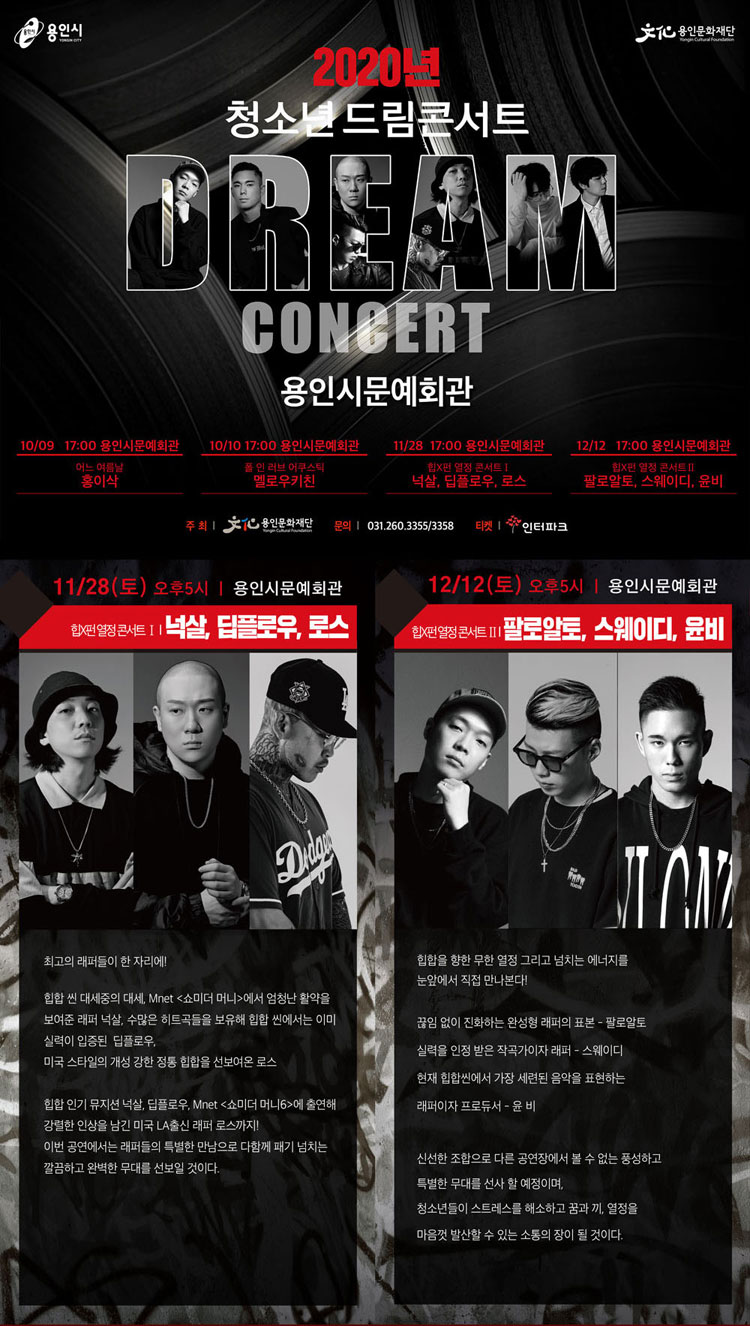 용인시
YONGIN CITY
문화 용인문화재단
Yongin Cultural Foundation
2020년
청소년 드림콘서트
DREAM
CONCERT
용인시문예회관
10/09 17:00 용인시문예회관
어느 여름날
홍이삭
10/10 17:00 용인시문예회관
폴 인 러브 어쿠스틱
멜로우키친
11/28 17:00 용인시문예회관
힙X펀 열정 콘서트 I
넉살, 딥플로우, 로스
12/12 17:00 용인시문예회관
힙X펀 열정 콘서트 II
팔로알토, 스웨이디, 윤비
주 최 | 문화 용인문화재단 Yongin Cultural Foundation 문의 | 031.260.3355/3358 티켓 | 인터파크
11/28(토) 오후5시 | 용인시문예회관
힙X펀 열정 콘서트 I | 넉살, 딥플로우, 로스
Dodgers
최고의 래퍼들이 한 자리에!
힙합 씬 대세중의 대세, Mnet <쇼미더 머니>에서 엄청난 활약을
보여준 래퍼 넉살, 수많은 히트곡들을 보유해 힙합 씬에서는 이미
실력이 입증된 딥플로우,
미국 스타일의 개성 강한 정통 힙합을 선보여온 로스
힙합 인기 뮤지션 넉살, 딥플로우, Mnet <쇼미더 머니6>에 출연해
강렬한 인상을 남긴 미국 LA출신 래퍼 로스까지!
이번 공연에서는 래퍼들의 특별한 만남으로 다함께 패기 넘치는
깔끔하고 완벽한 무대를 선보일 것이다.
12/12(토) 오후5시 | 용인시문예회관
힙X펀 열정 콘서트 II | 팔로알토, 스웨이디, 윤비
힙합을 향한 무한 열정 그리고 넘치는 에너지를
눈앞에서 직접 만나본다!
끊임 없이 진화하는 완성형 래퍼의 표본 - 팔로알토
실력을 인정 받은 작곡가이자 래퍼 - 스웨이디
현재 힙합씬에서 가장 세련된 음악을 표현하는
래퍼이자 프로듀서 - 윤 비
신선한 조합으로 다른 공연장에서 볼 수 없는 풍성하고
특별한 무대를 선사 할 예정이며,
청소년들이 스트레스를 해소하고 꿈과 끼, 열정을
마음껏 발산할 수 있는 소통의 장이 될 것이다.